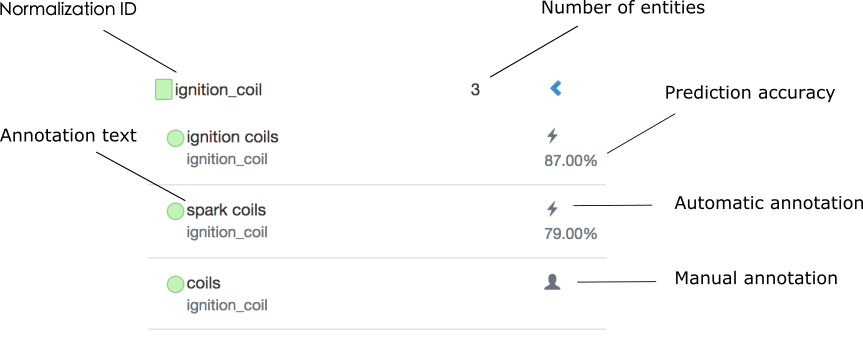 Normalization ID
Number of entities
ignition_coil 3
Prediction accuracy
Annotation text
ignition coils
ignition_coil 87.00%
spark coils
Automatic annotation
ignition_coil 79.00%
coils
Manual annotation
ignition_coil